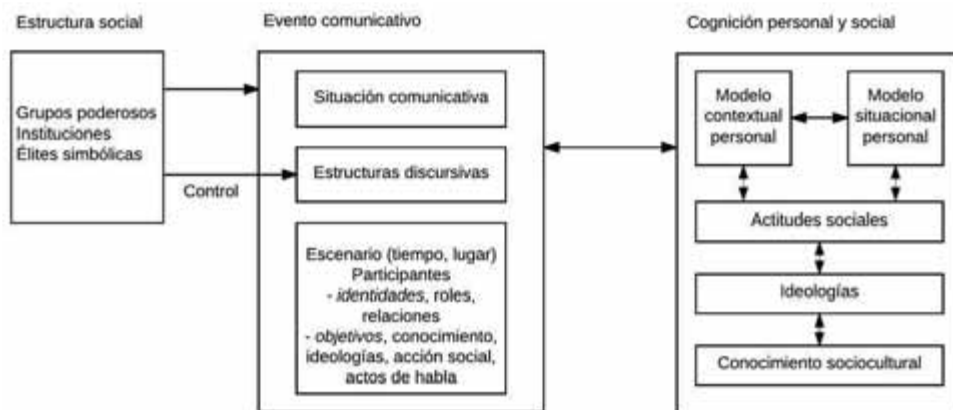 Estructura social
Grupos poderosos
Instituciones
Élites simbólicas
Control
Evento comunicativo
Situación comunicativa
Estructuras discursivas
Escenario (tiempo, lugar)
Participantes
- identidades, roles,
relaciones
- objetivos, conocimiento,
ideologías, acción social,
actos de habla
Cognición personal y social
Modelo
contextual
personal
Modelo
situacional
personal
Actitudes sociales
Ideologías
Conocimiento sociocultural